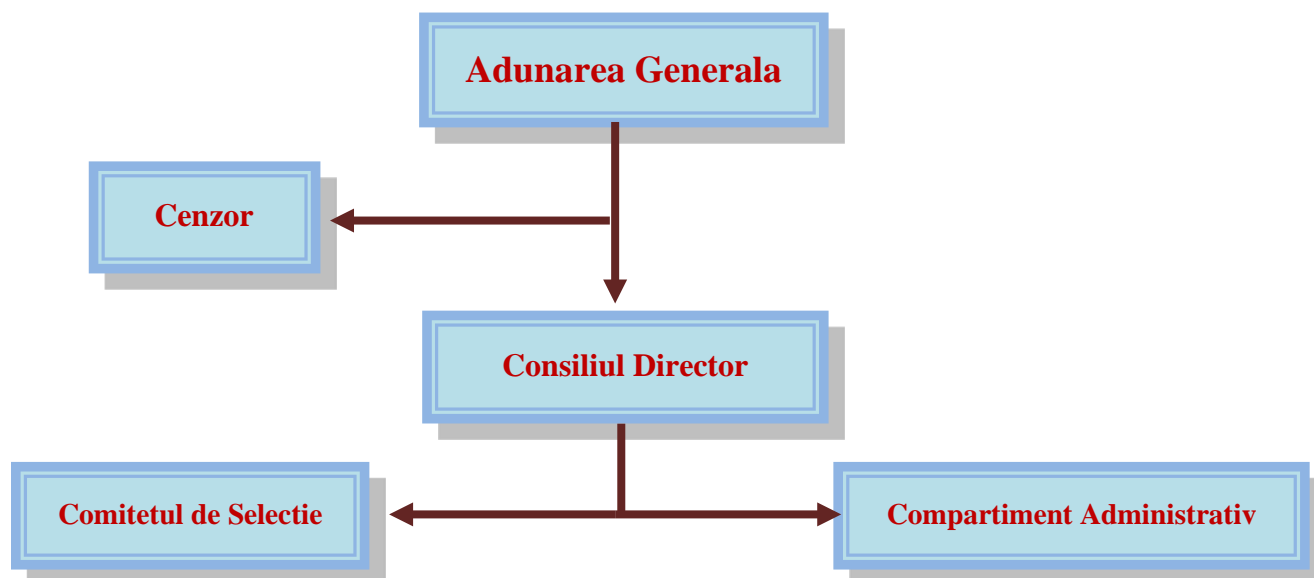 Adunarea Generala
Cenzor
Consiliul Director
Comitetul de Selectie
Compartiment Administrativ